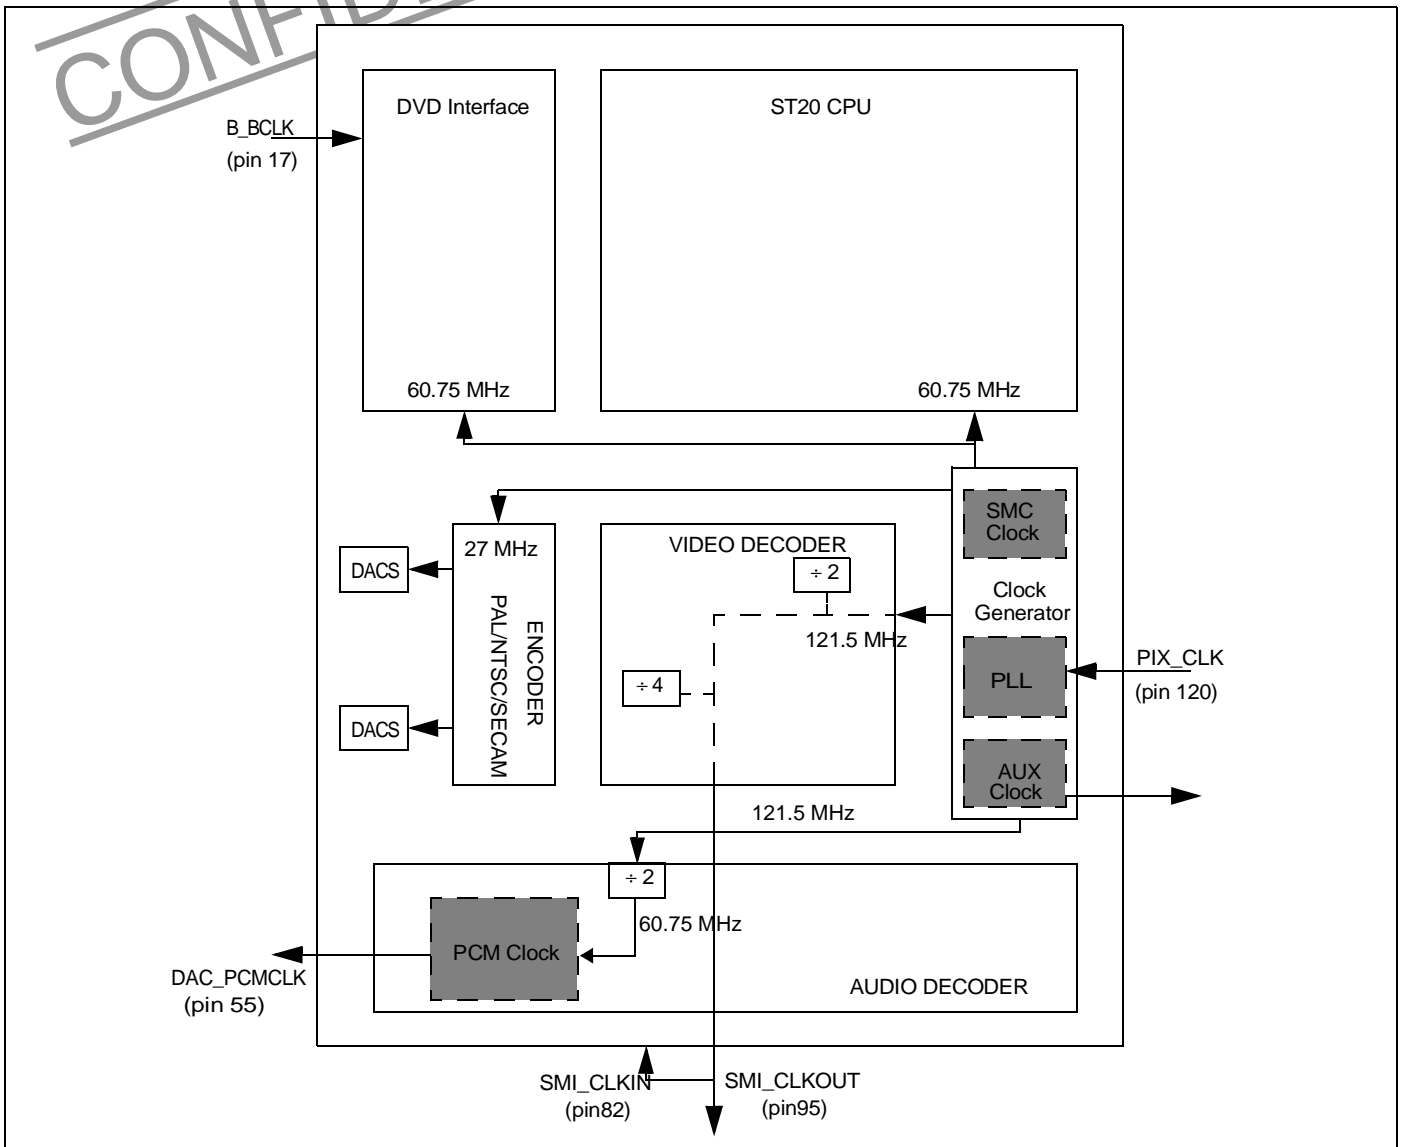 CONFIDE
DVD Interface
ST20 CPU
B_BCLK
(pin 17)
60.75 MHz
60.75 MHz
SMC
Clock
27 MHz
VIDEO DECODER
DACS
÷ 2
Clock
Generator
ENCODER
PAL/NTSC/SECAM
121.5 MHz
PIX_CLK
(pin 120)
÷ 4
PLL
DACS
AUX
Clock
121.5 MHz
÷ 2
60.75 MHz
PCM Clock
DAC_PCMCLK
(pin 55)
AUDIO DECODER
SMI_CLKIN
(pin82)
SMI_CLKOUT
(pin95)